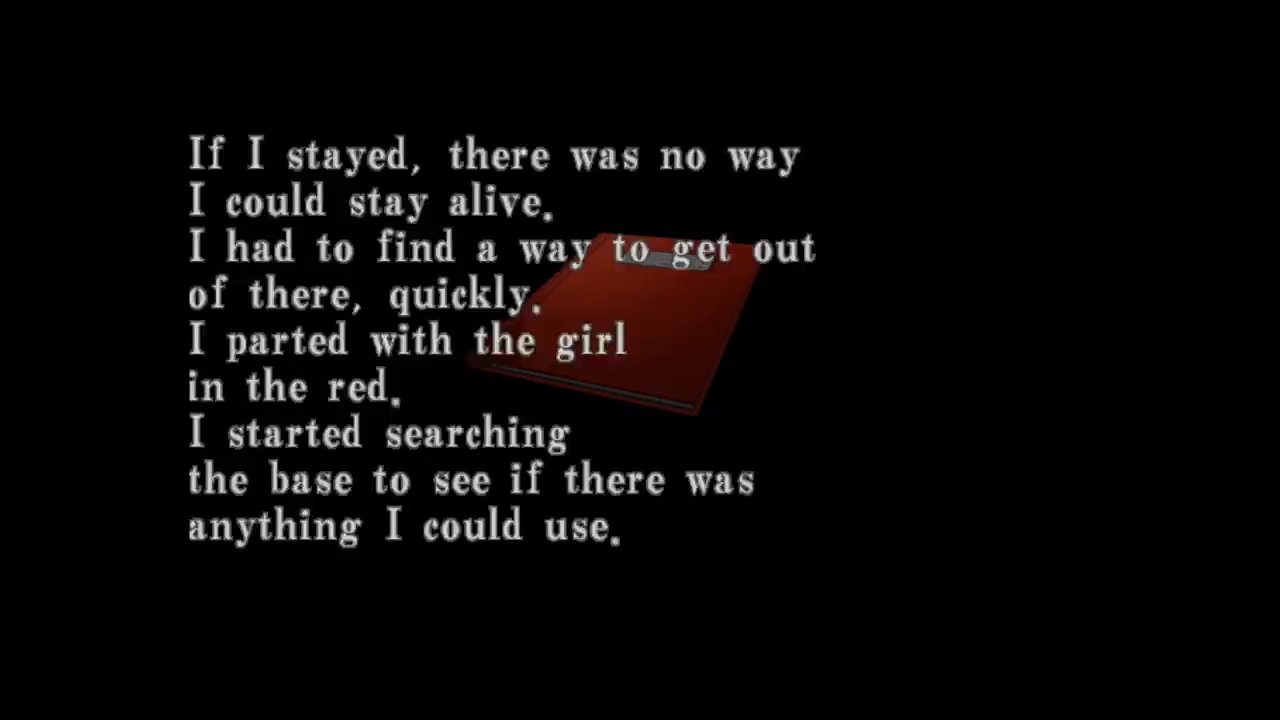 If I stayed, there was no way
I could stay alive.
I had to find a way to get out
of there, quickly.
I parted with the girl
in the red.
I started searching
the base to see if there was
anything I could use.